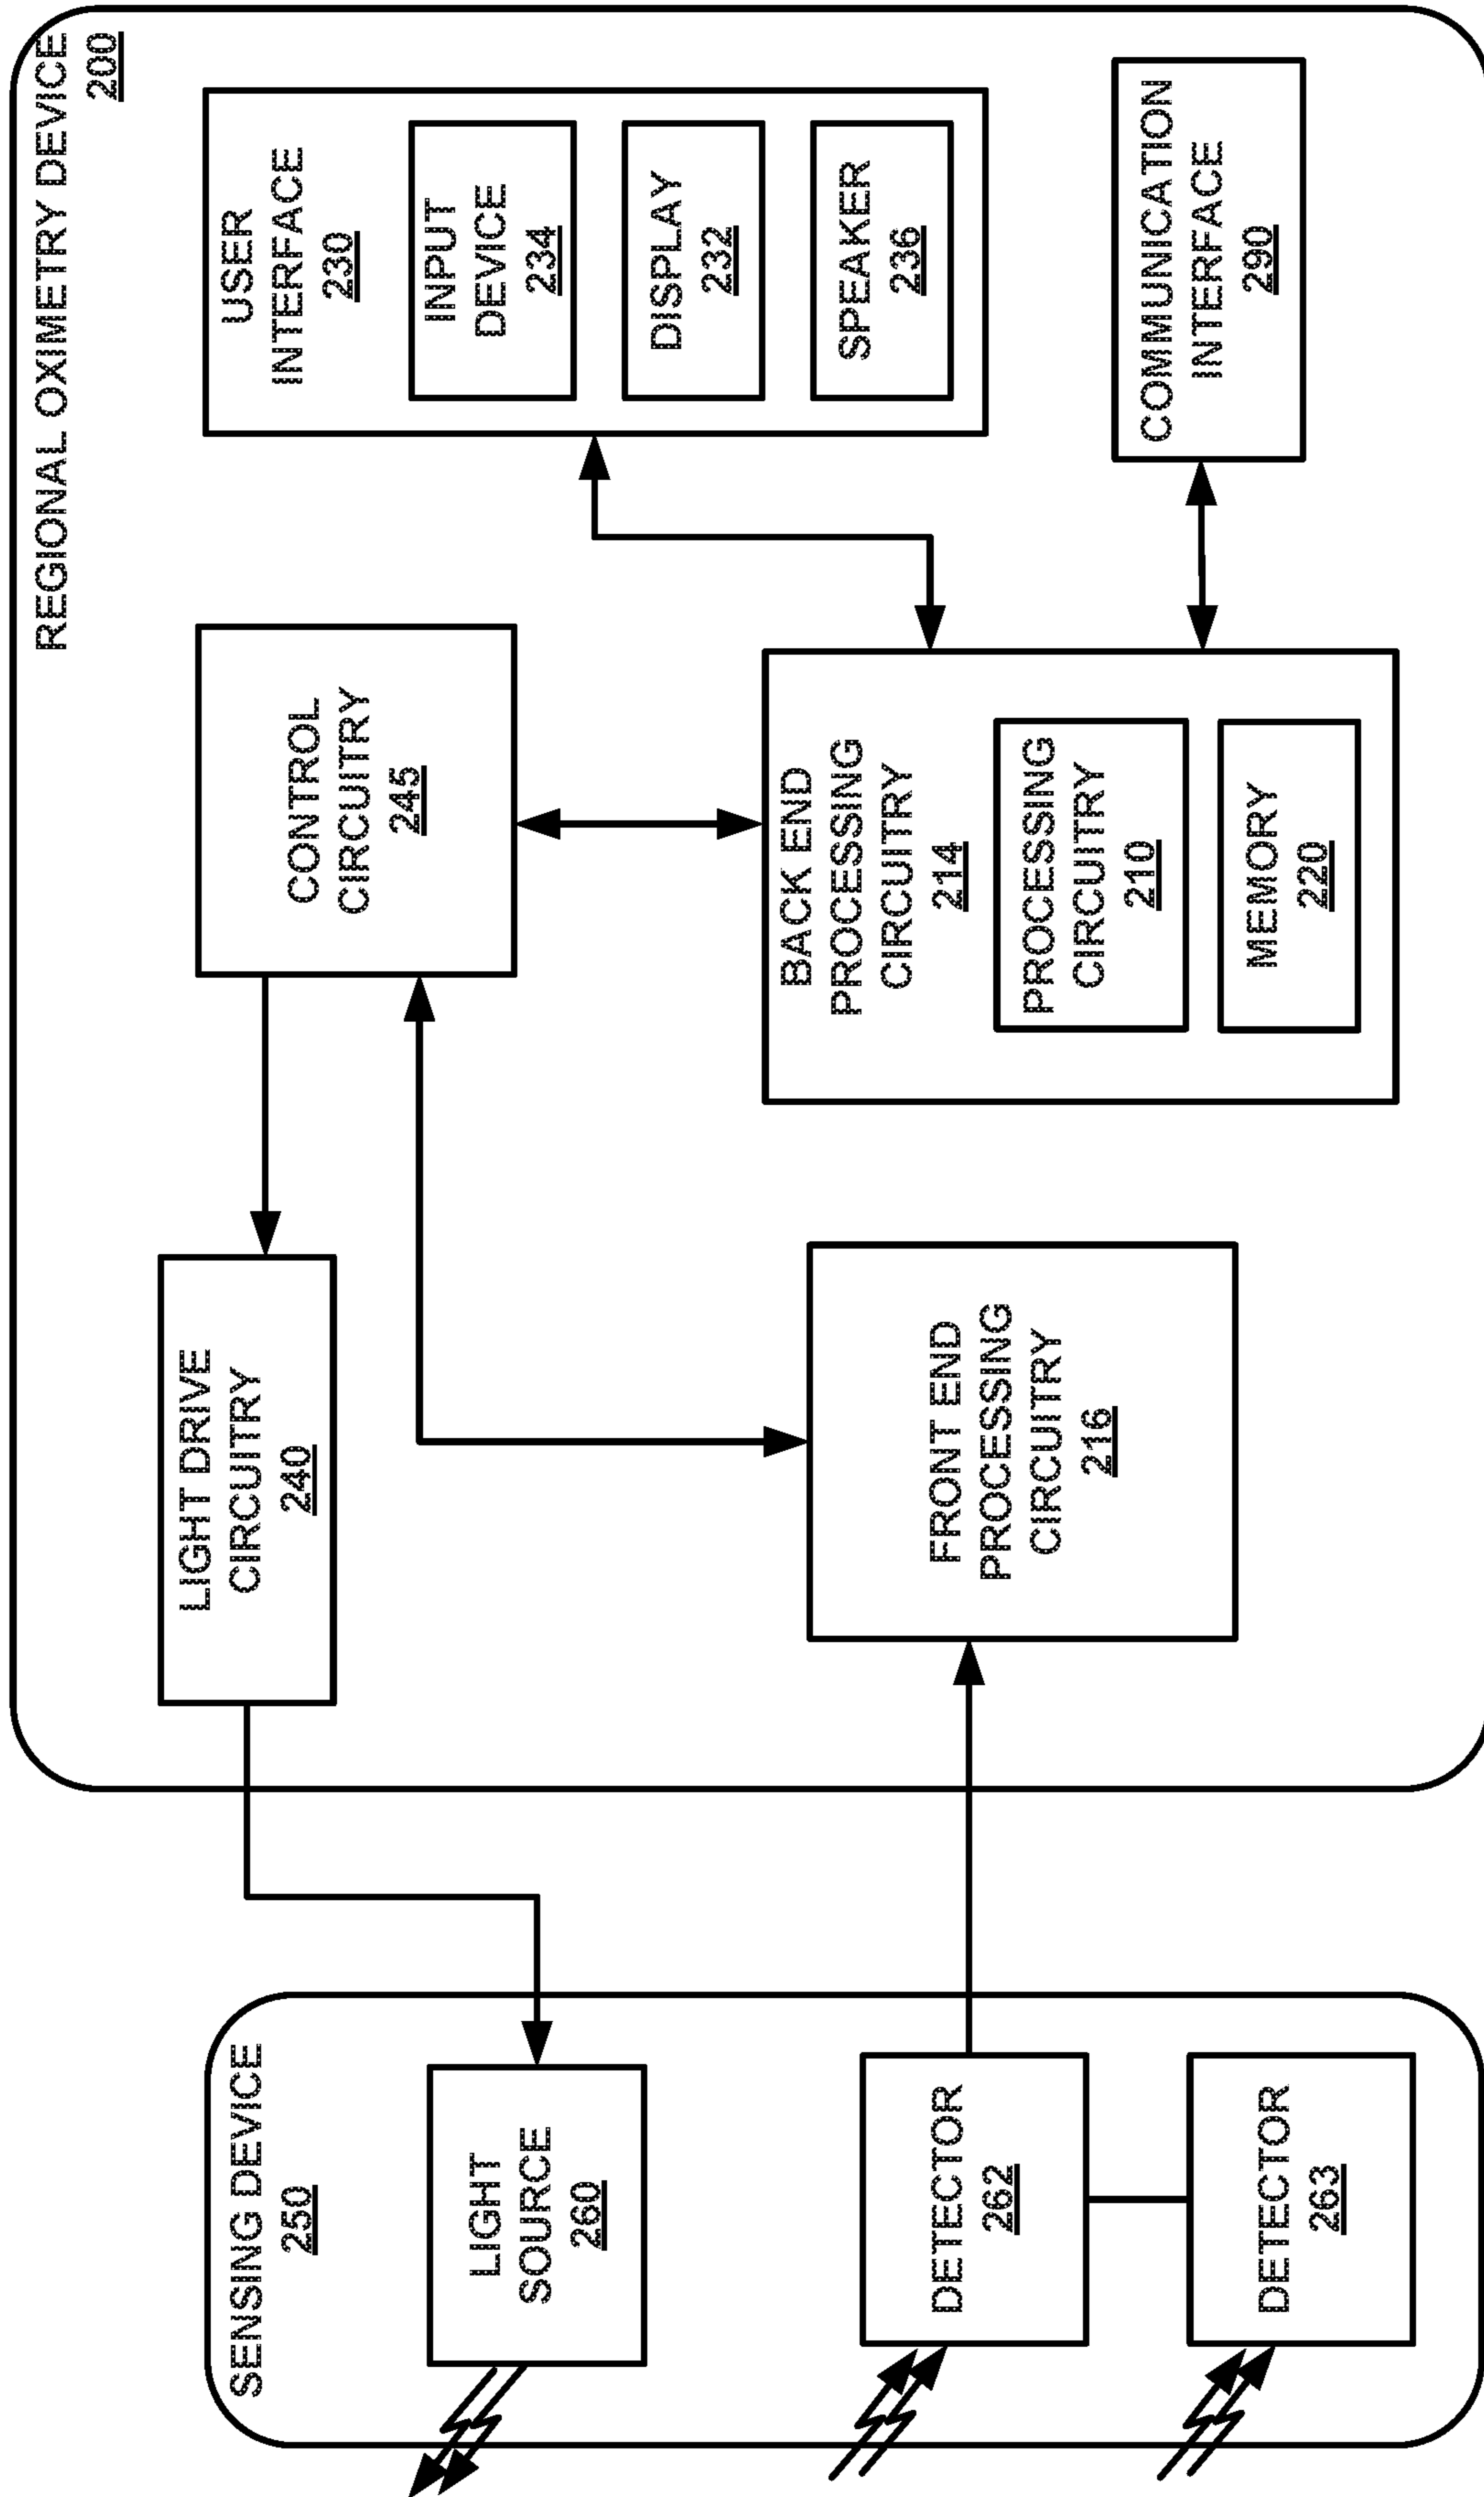 REGIONAL OXIMETRY DEVICE
200
SENSING DEVICE
250
LIGHT
SOURCE
260
DETECTOR
262
DETECTOR
263
LIGHT DRIVE
CIRCUITRY
240
FRONT END
PROCESSING
CIRCUITRY
216
CONTROL
CIRCUITRY
245
BACK END
PROCESSING
CIRCUITRY
214
PROCESSING
CIRCUITRY
210
MEMORY
220
USER
INTERFACE
230
INPUT
DEVICE
234
DISPLAY
232
SPEAKER
236
COMMUNICATION
INTERFACE
290